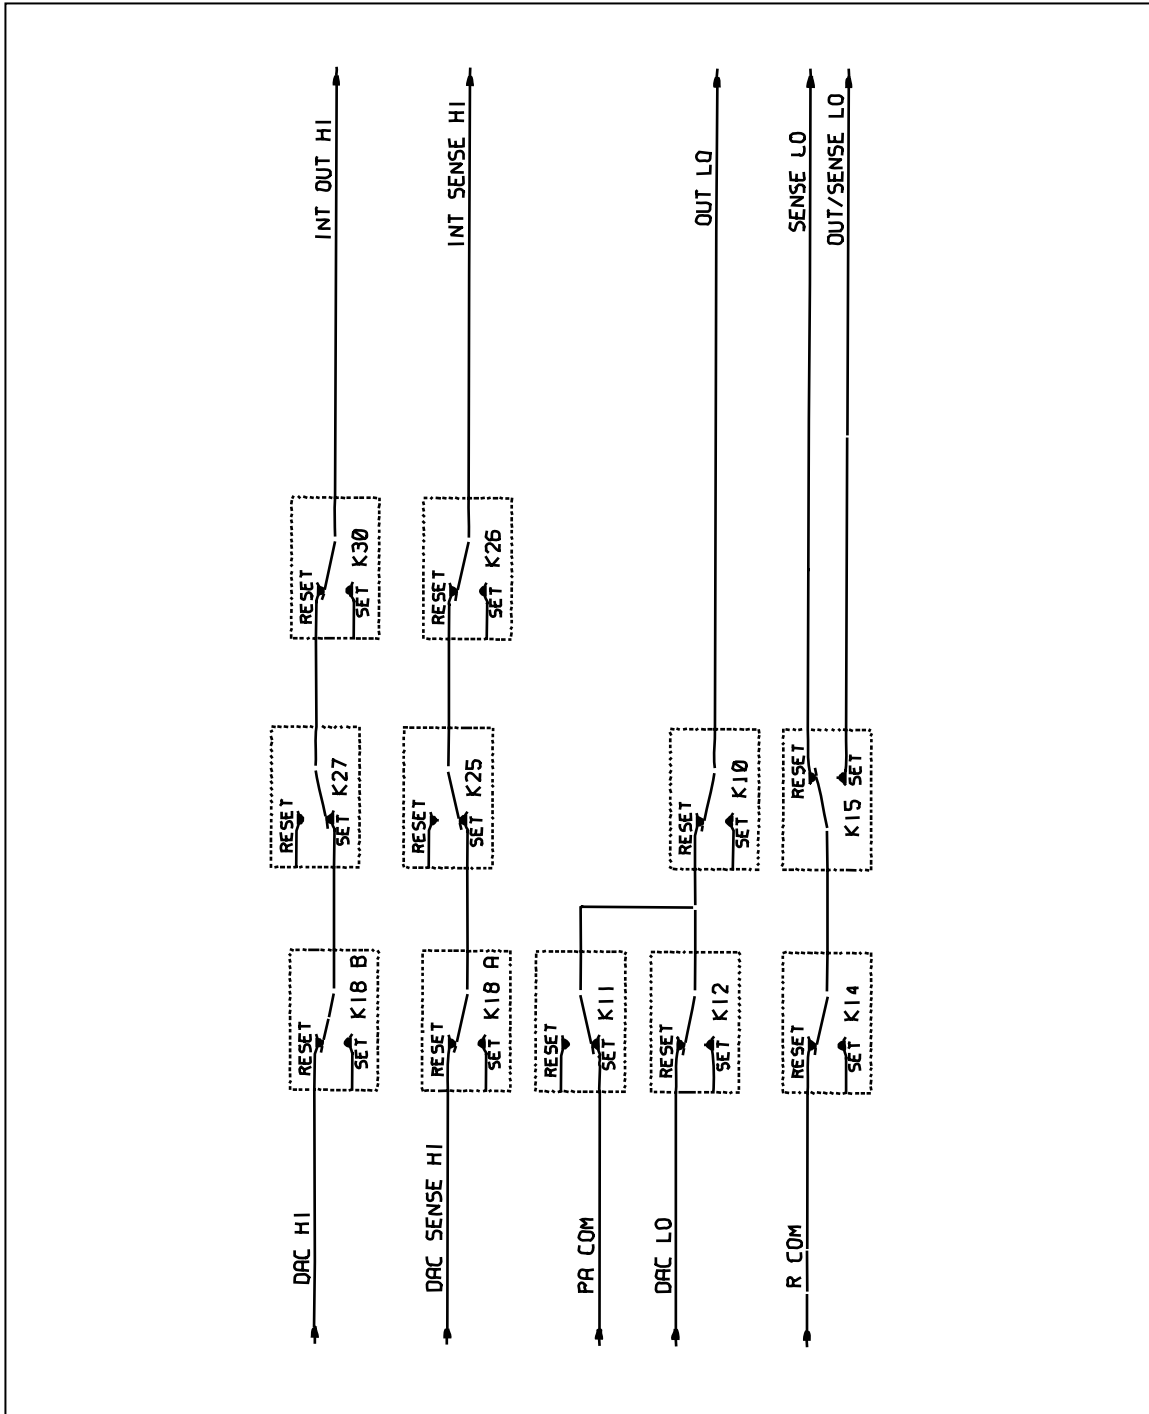 INT OUT HI
INT SENSE HI
OUT LO
SENSE LO
OUT/SENSE LO
RESET
SET
K30
RESET
SET
K26
RESET
SET
K27
RESET
SET
K25
RESET
SET
K10
RESET
SET
K15
RESET
SET
K18 B
RESET
SET
K18 A
RESET
SET
K11
RESET
SET
K12
RESET
SET
K14
DAC HI
DAC SENSE HI
PA COM
DAC LO
R COM